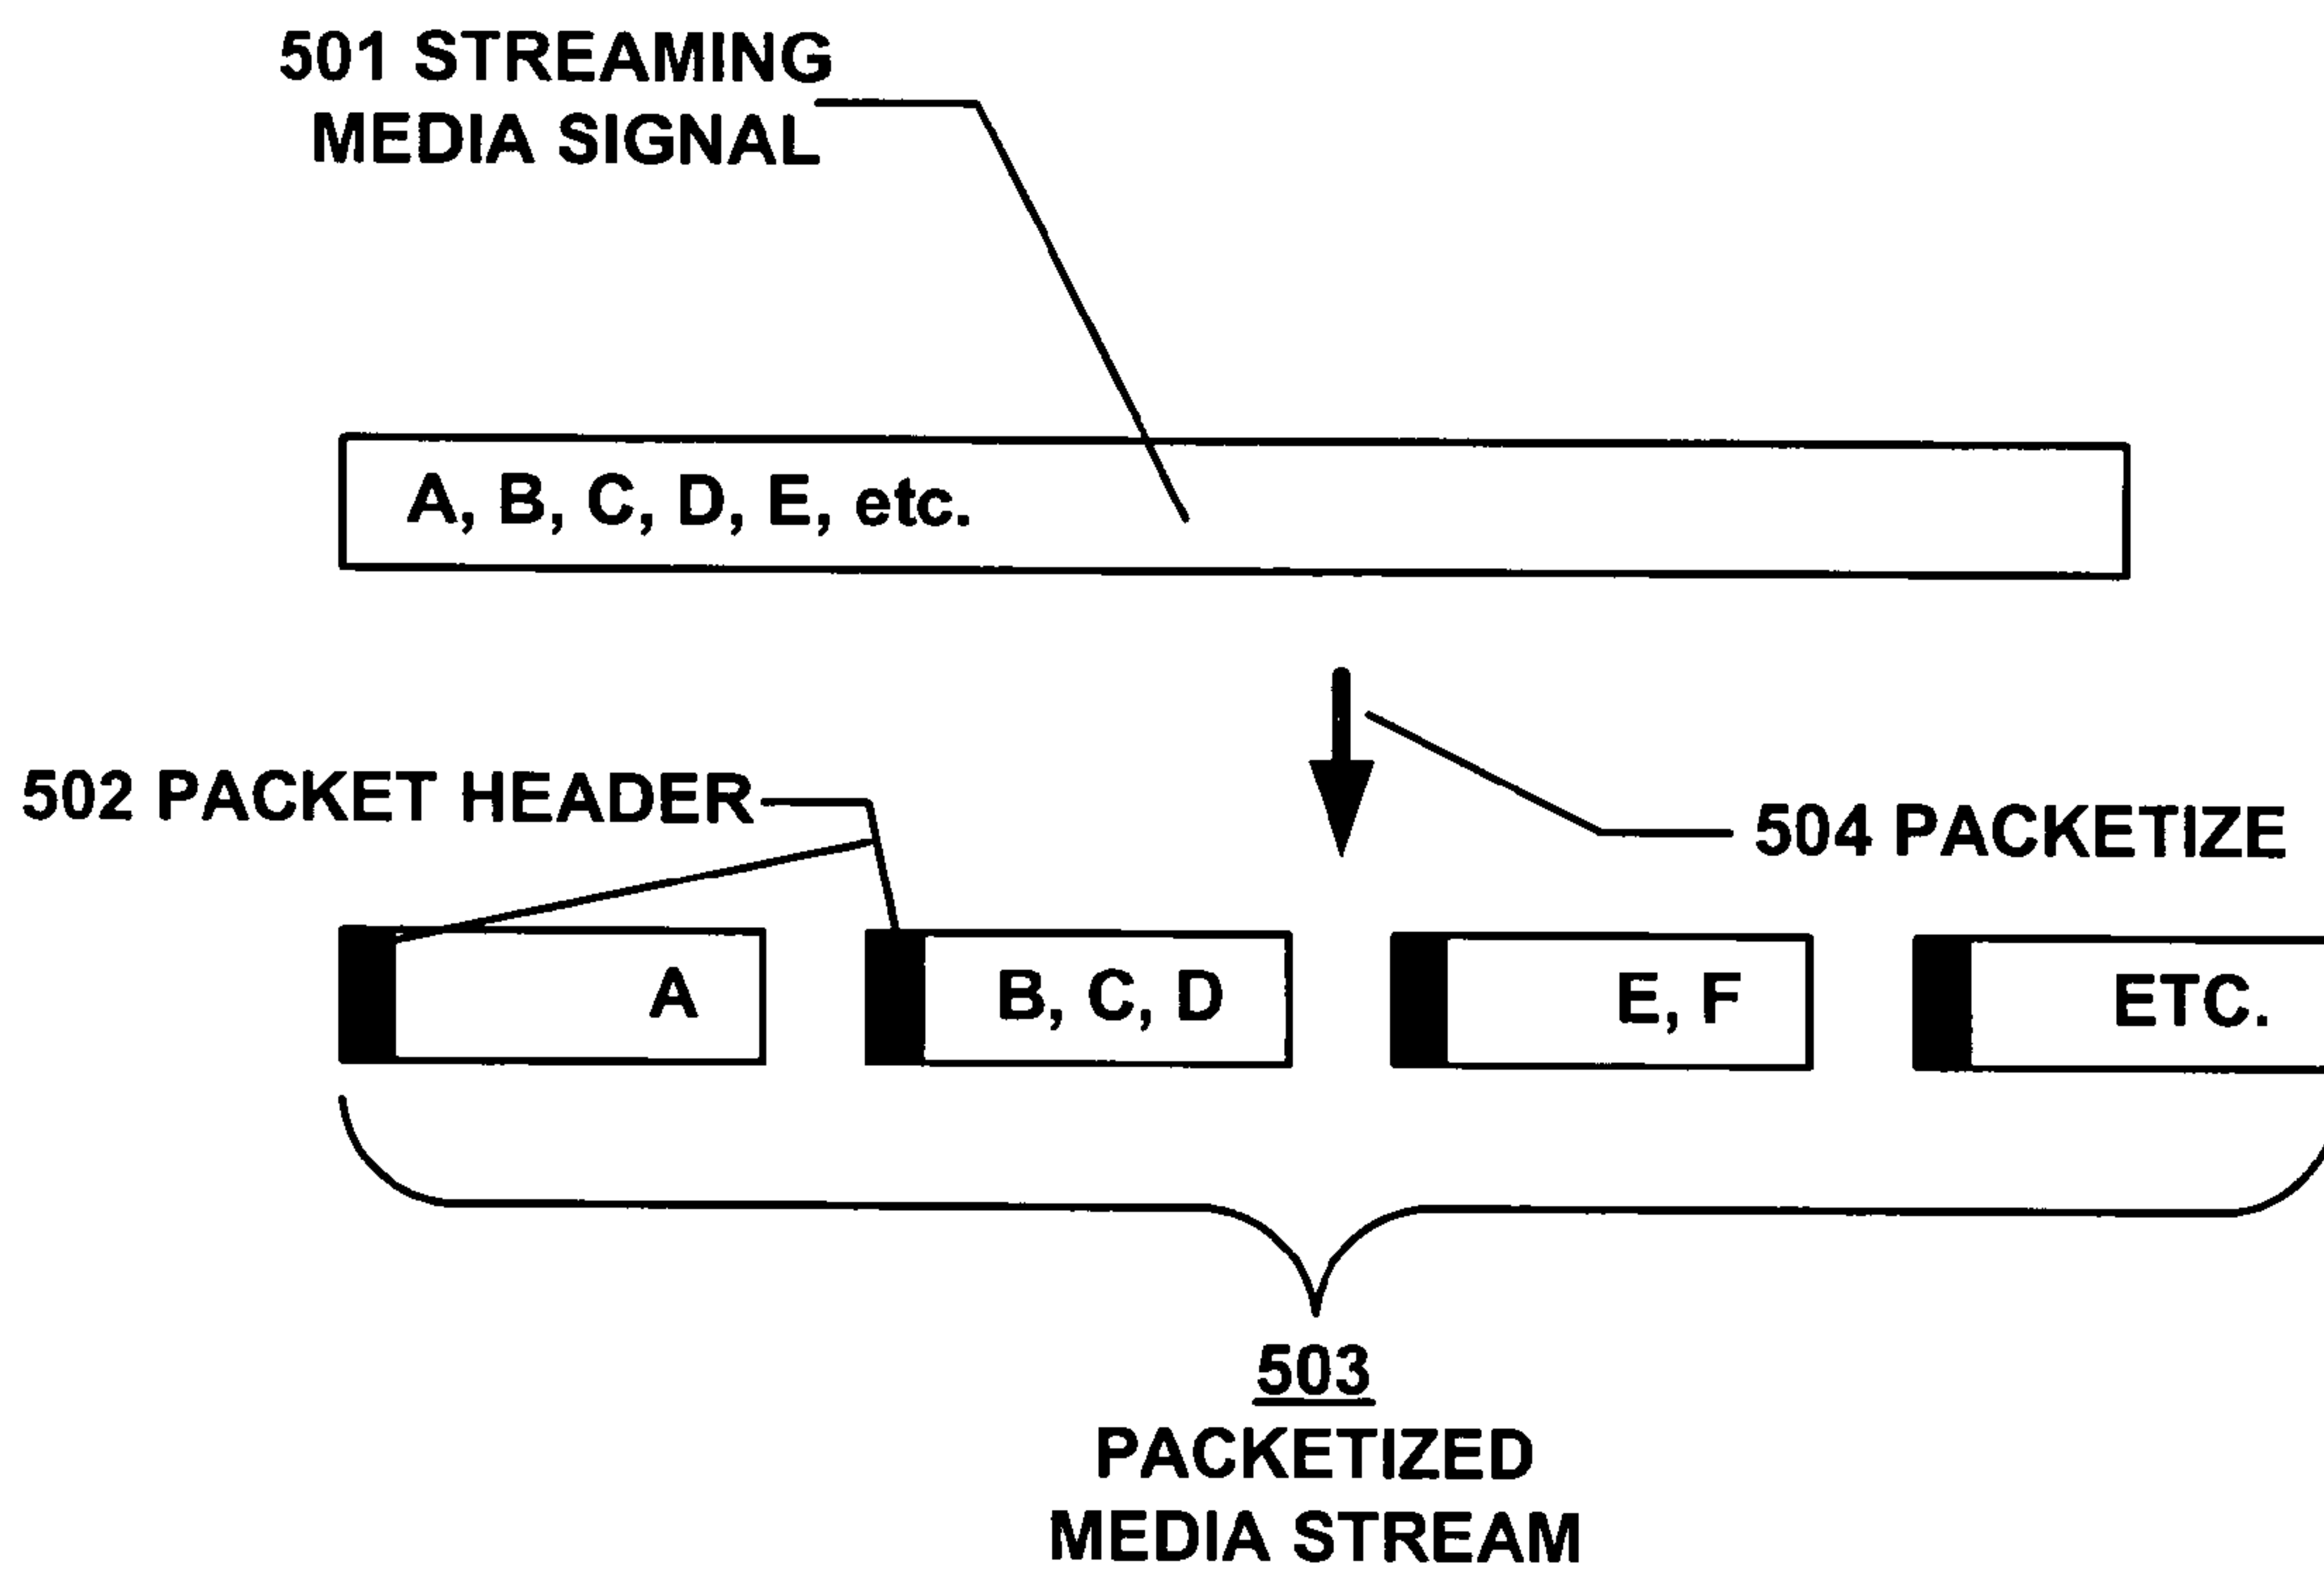 501 STREAMING
MEDIA SIGNAL
A, B, C, D, E, etc.
502 PACKET HEADER
504 PACKETIZE
A
B, C, D
E, F
ETC.
503
PACKETIZED
MEDIA STREAM